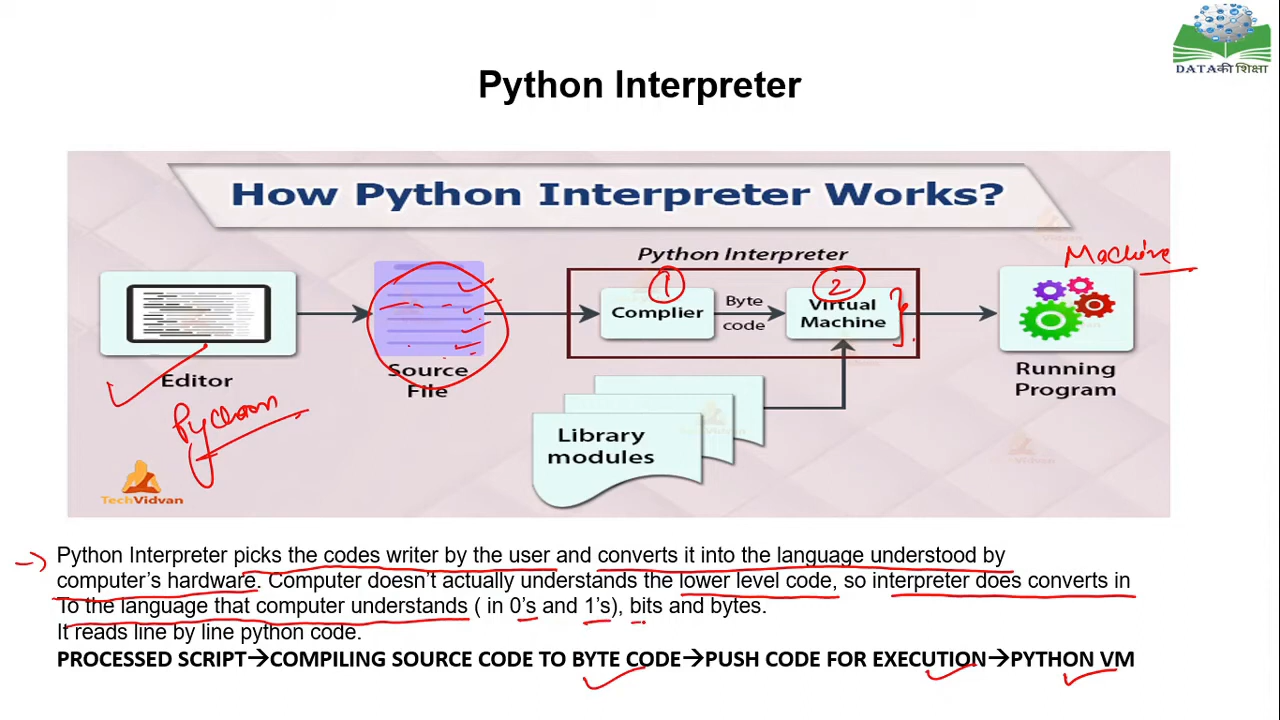 DATAकी शिक्षा
Python Interpreter
How Python Interpreter Works?
Python Interpreter
Machine
1
2
Complier
Byte
code
Virtual
Machine
Editor
Source
File
Running
Program
Python
Library
modules
TechVidvan
Python Interpreter picks the codes writer by the user and converts it into the language understood by
computer's hardware. Computer doesn't actually understands the lower level code, so interpreter does converts in
To the language that computer understands ( in 0's and 1's), bits and bytes.
It reads line by line python code.
PROCESSED SCRIPT→COMPILING SOURCE CODE TO BYTE CODE→PUSH CODE FOR EXECUTION→PYTHON VM